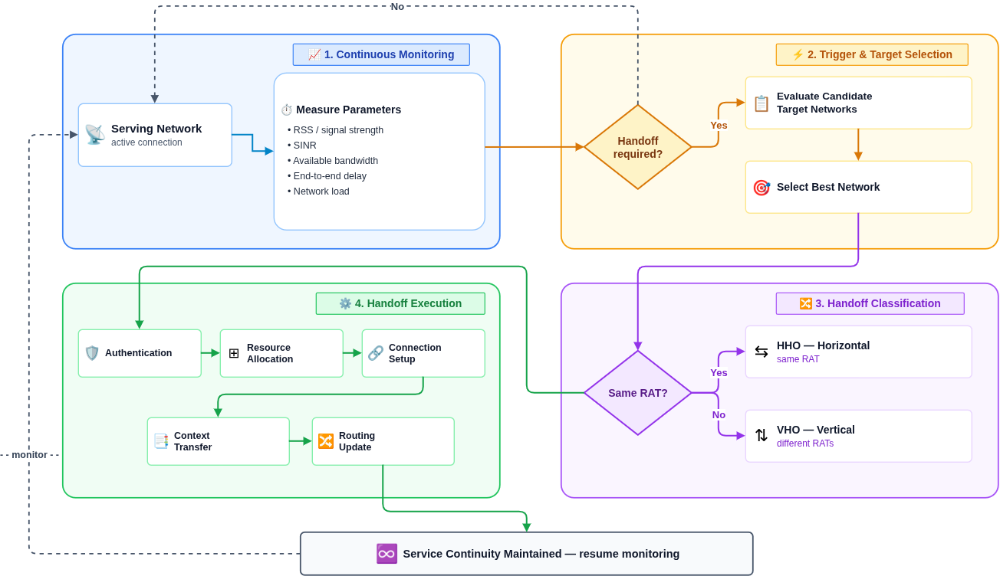 No
📈 1. Continuous Monitoring
📡 Serving Network
active connection
⏱️ Measure Parameters
• RSS / signal strength
• SINR
• Available bandwidth
• End-to-end delay
• Network load
⚡ 2. Trigger & Target Selection
Handoff
required?
Yes
📋 Evaluate Candidate
Target Networks
🎯 Select Best Network
🔀 3. Handoff Classification
Same RAT?
Yes
No
⇆ HHO — Horizontal
same RAT
⇅ VHO — Vertical
different RATs
⚙️ 4. Handoff Execution
🛡️ Authentication
⊞ Resource
Allocation
🔗 Connection
Setup
📑 Context
Transfer
🔀 Routing
Update
monitor
♾️ Service Continuity Maintained — resume monitoring